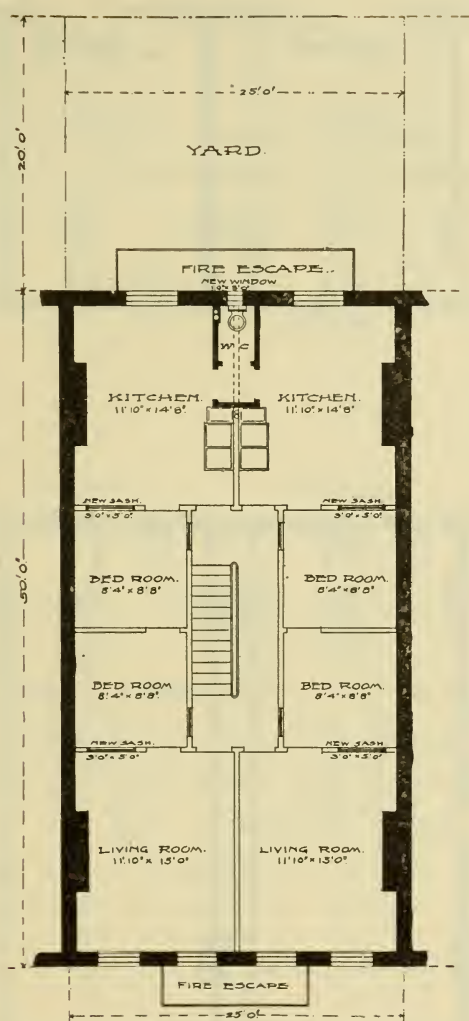 25'.0"
20'.0"
YARD.
FIRE ESCAPE..
NEW WINDOW
1'.0" x 3'.0"
W C
KITCHEN.
11'.10" x 14'8"
KITCHEN.
11'.10" x 14'8"
NEW SASH.
3'.0" x 5'.0"
NEW SASH.
3'.0" x 5'.0"
50'.0"
BED ROOM.
8'.4" x 8'8"
BED ROOM.
8'.4" x 8'8"
BED ROOM.
8'.4" x 8'.8"
BED ROOM.
8'.4" x 8'8"
NEW SASH.
3'.0" x 5'.0"
NEW SASH.
3'.0" x 5'.0"
LIVING ROOM.
11'.10" x 13'.0"
LIVING ROOM.
11'.10" x 13'.0"
FIRE ESCAPE.
25'.0"